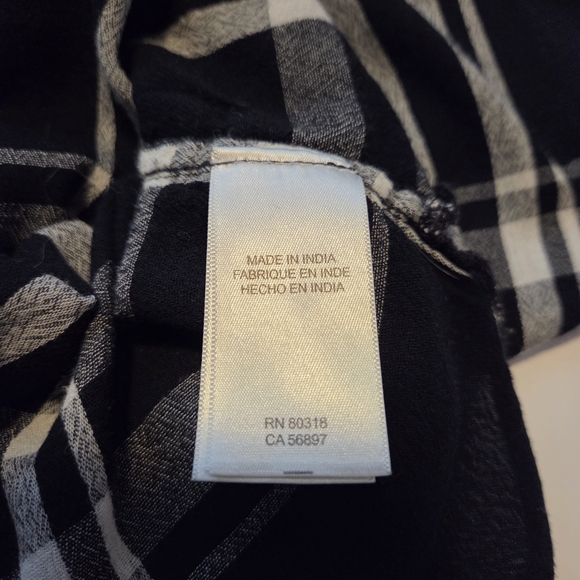 MADE IN INDIA
FABRIQUE EN INDE
HECHO EN INDIA
RN 80318
CA 56897